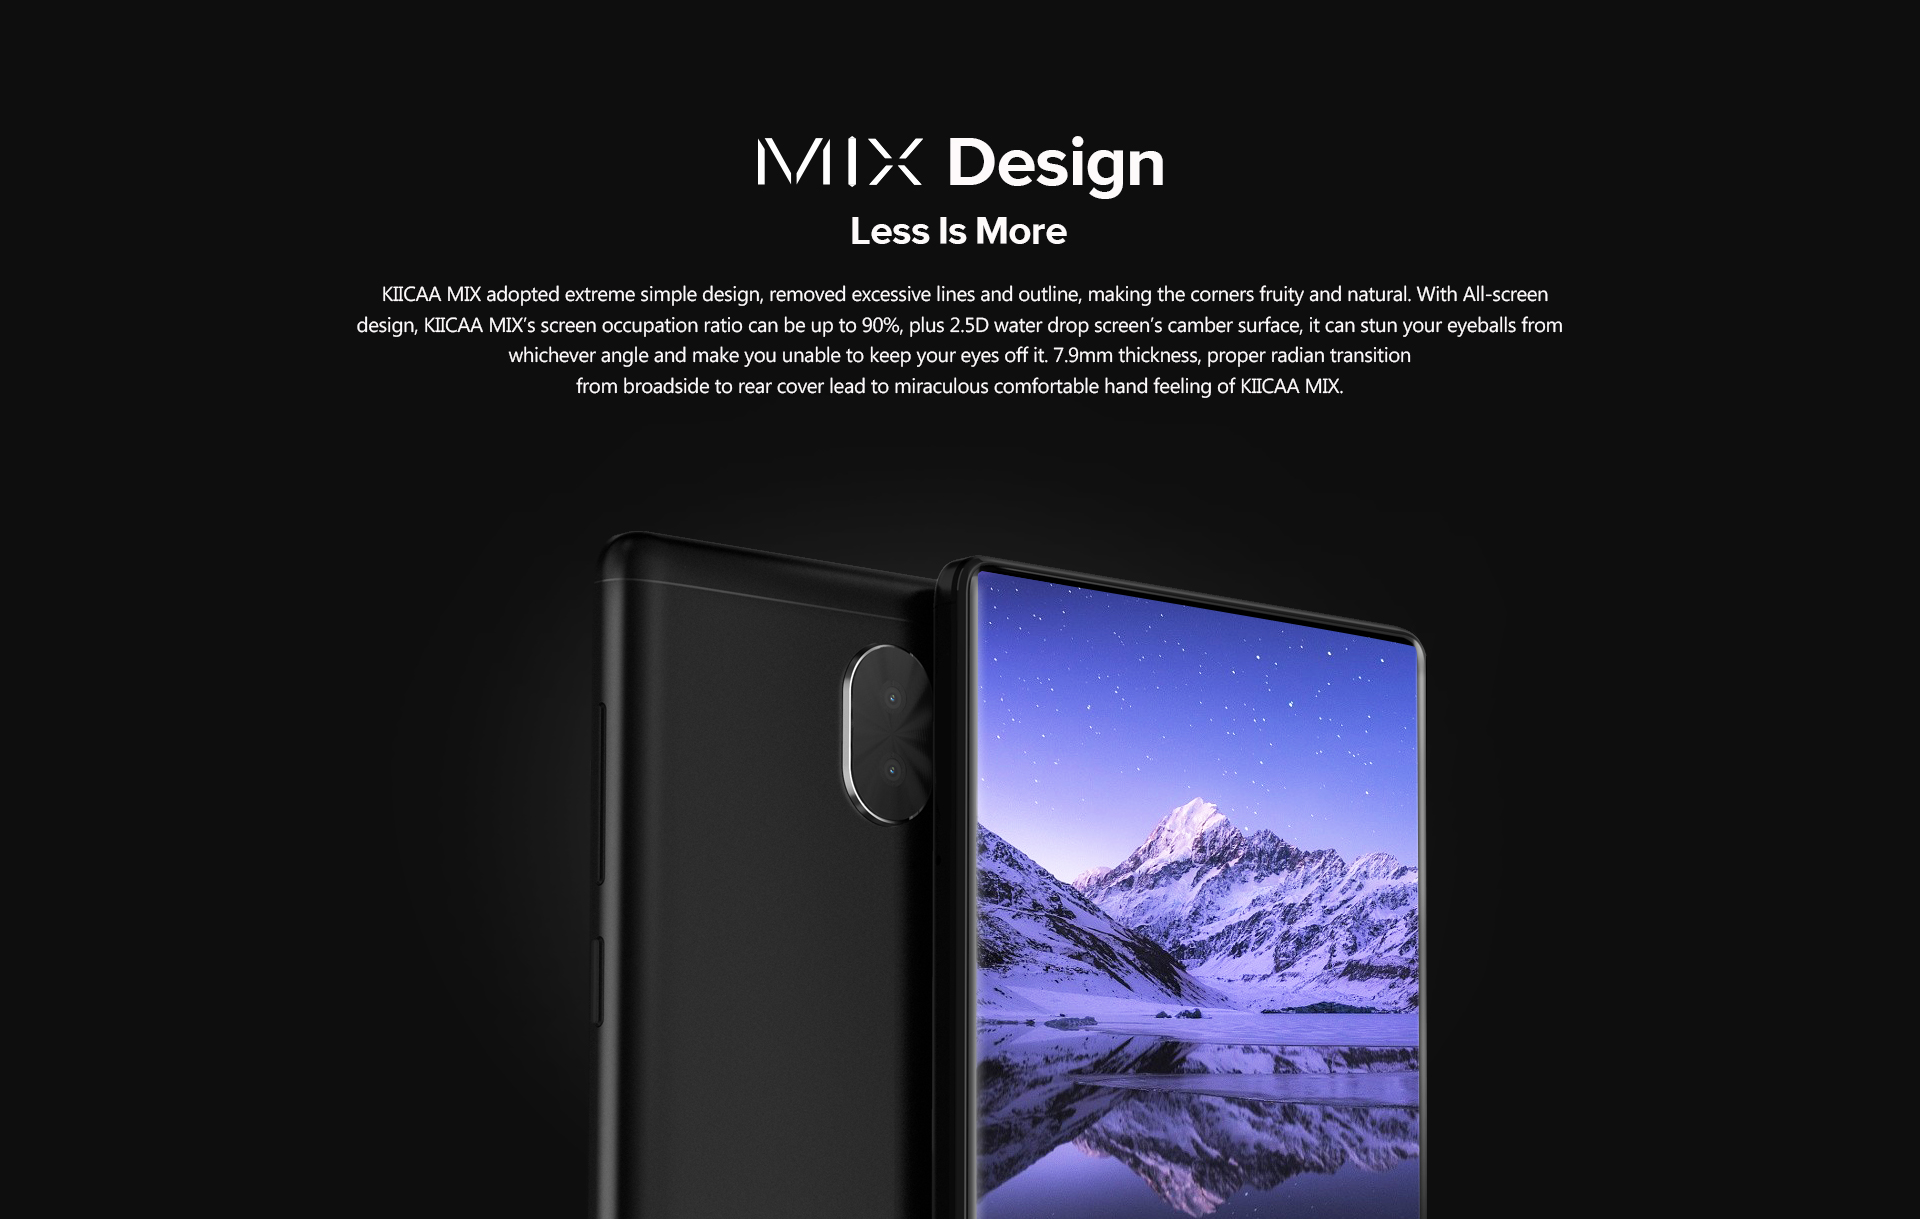 MIX Design
Less Is More
KIICAA MIX adopted extreme simple design, removed excessive lines and outline, making the corners fruity and natural. With All-screen
design, KIICAA MIX’s screen occupation ratio can be up to 90%, plus 2.5D water drop screen’s camber surface, it can stun your eyeballs from
whichever angle and make you unable to keep your eyes off it. 7.9mm thickness, proper radian transition
from broadside to rear cover lead to miraculous comfortable hand feeling of KIICAA MIX.